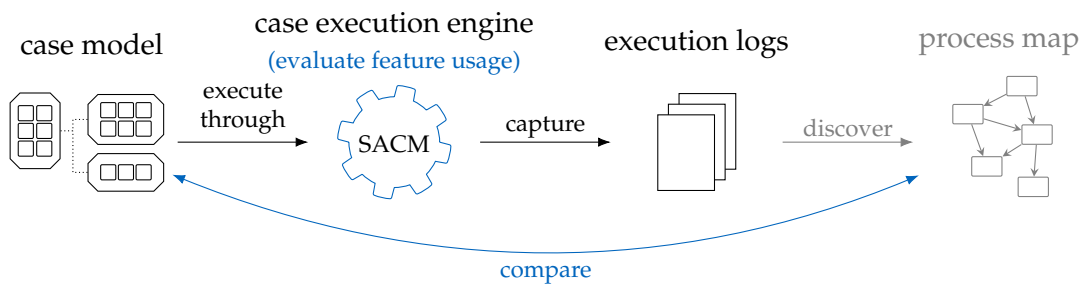 case model
case execution engine
(evaluate feature usage)
execution logs
process map
execute
through
SACM
capture
discover
compare